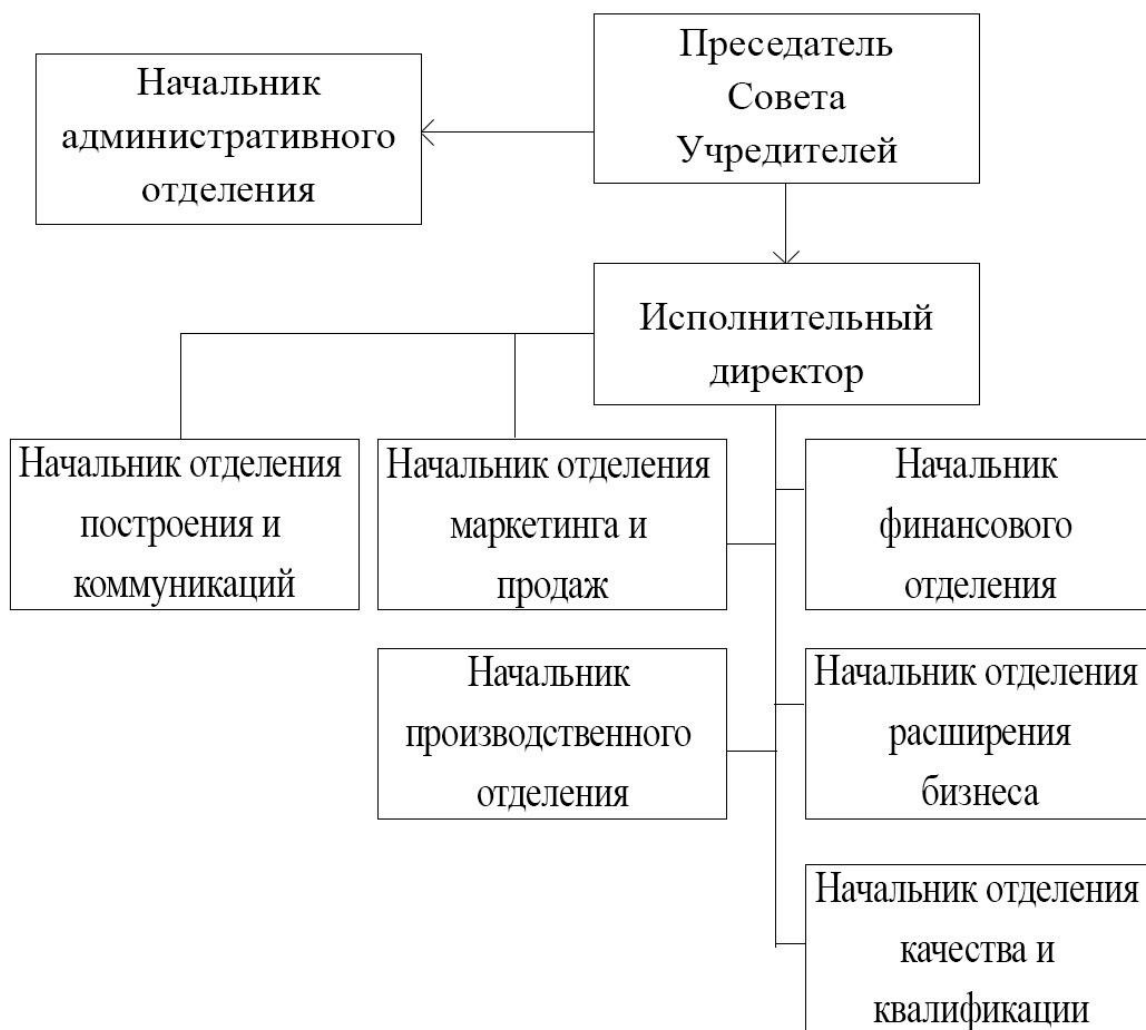 Преседатель
Совета
Учредителей
Начальник
административного
отделения
Исполнительный
директор
Начальник отделения
построения и
коммуникаций
Начальник отделения
маркетинга и
продаж
Начальник
финансового
отделения
Начальник
производственного
отделения
Начальник отделения
расширения
бизнеса
Начальник отделения
качества и
квалификации